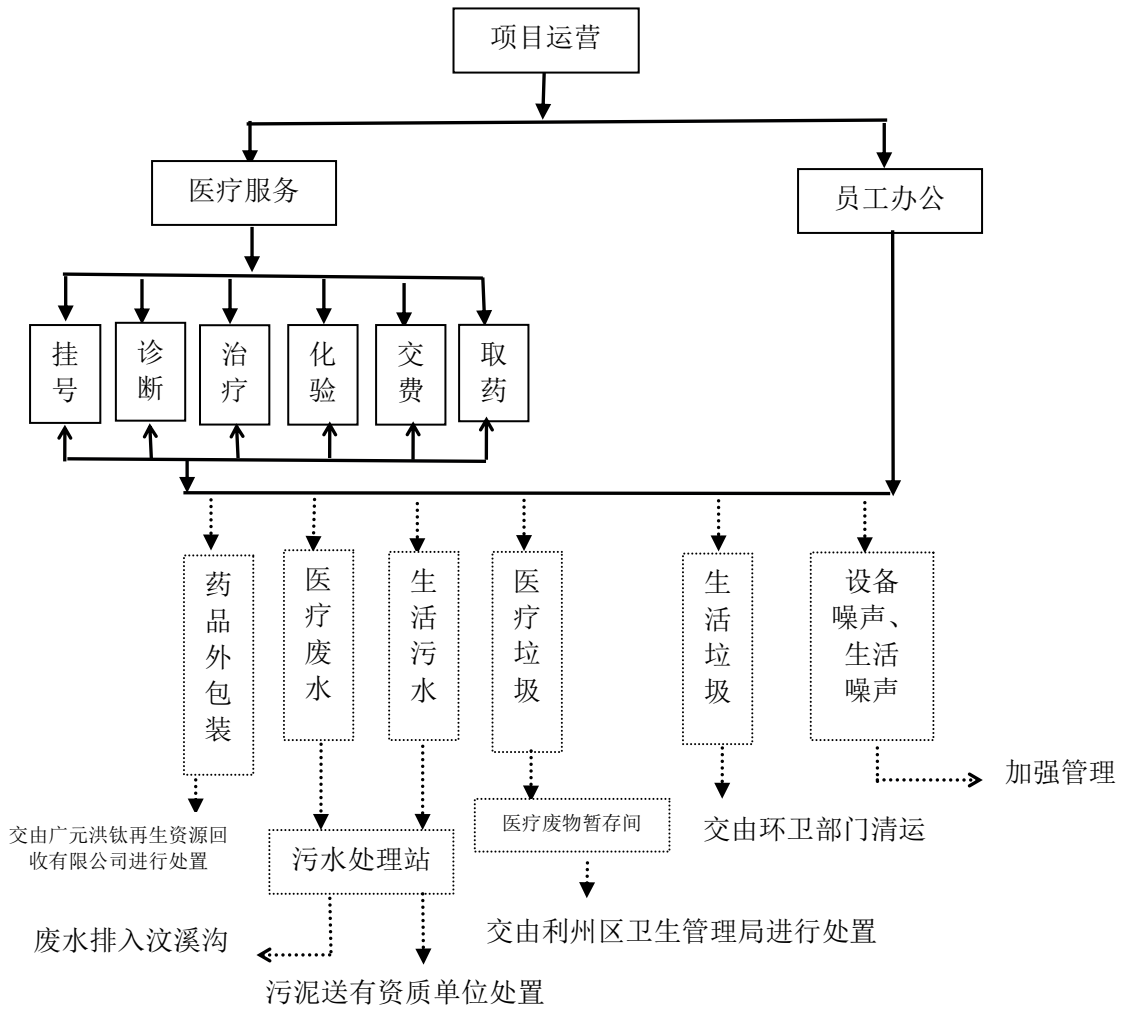 项目运营
医疗服务
员工办公
挂
号
诊
断
治
疗
化
验
交
费
取
药
药
品
外
包
装
医
疗
废
水
生
活
污
水
医
疗
垃
圾
生
活
垃
圾
设备
噪声、
生活
噪声
加强管理
交由广元洪钛再生资源回
收有限公司进行处置
污水处理站
医疗废物暂存间
交由环卫部门清运
废水排入汶溪沟
交由利州区卫生管理局进行处置
污泥送有资质单位处置